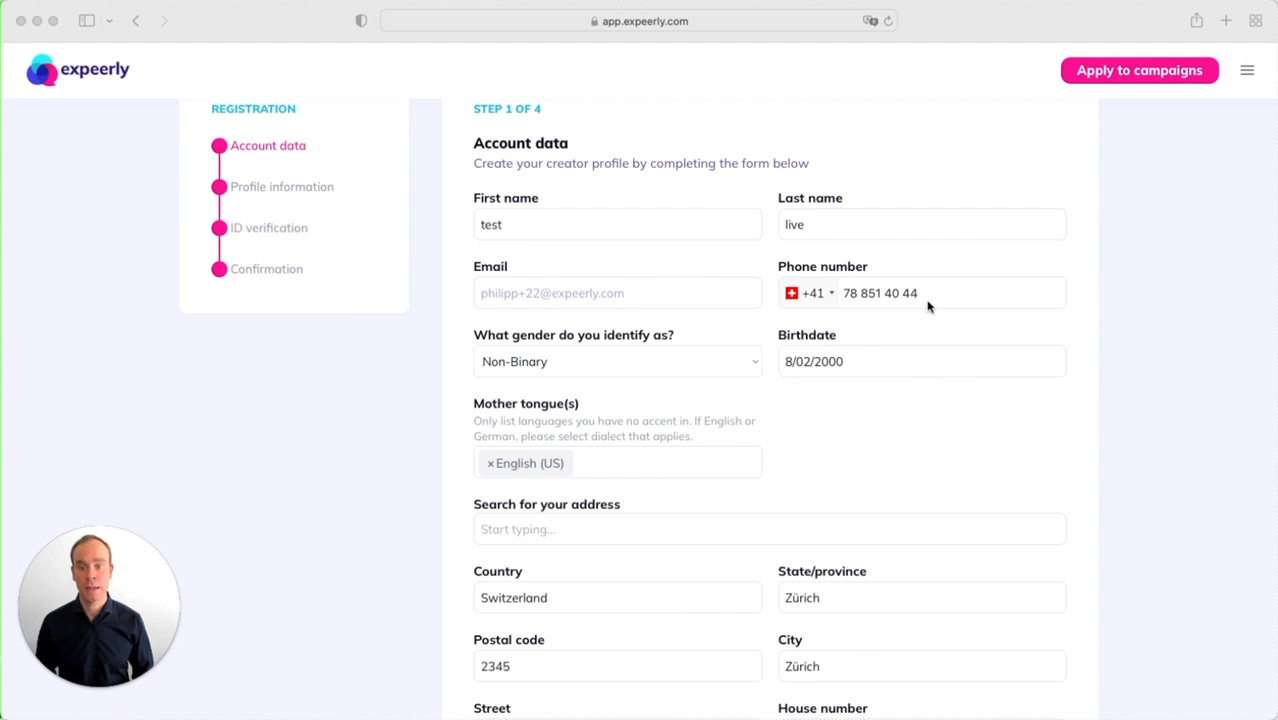 app.expeerly.com
expeerly
Apply to campaigns
REGISTRATION
Account data
Profile information
ID verification
Confirmation
STEP 1 OF 4
Account data
Create your creator profile by completing the form below
First name
Last name
test
live
Email
Phone number
philipp+22@expeerly.com
+41 78 851 40 44
What gender do you identify as?
Birthdate
Non-Binary
8/02/2000
Mother tongue(s)
Only list languages you have no accent in. If English or
German, please select dialect that applies.
×English (US)
Search for your address
Start typing...
Country
State/province
Switzerland
Zürich
Postal code
City
2345
Zürich
Street
House number